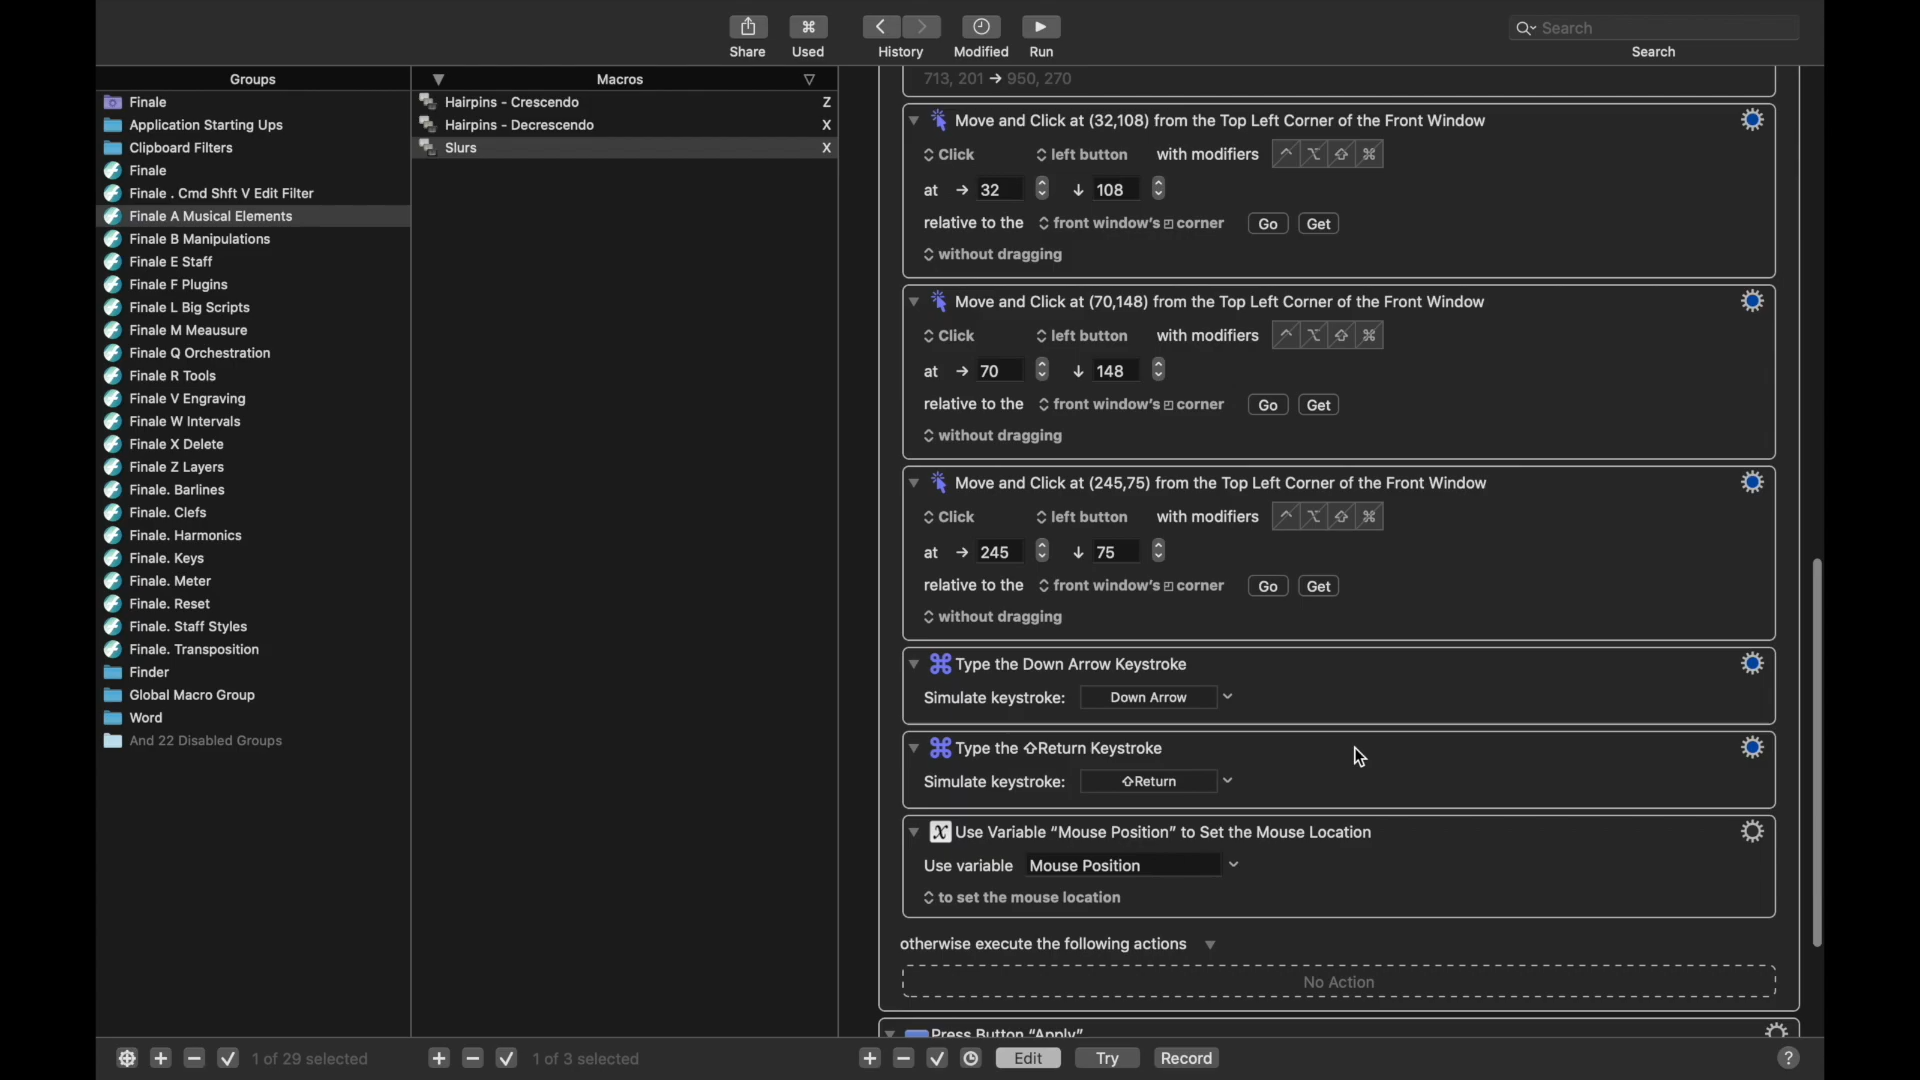 Share
Used
History
Modified
Run
Search
Search
Groups
Finale
Application Starting Ups
Clipboard Filters
Finale
Finale . Cmd Shft V Edit Filter
Finale A Musical Elements
Finale B Manipulations
Finale E Staff
Finale F Plugins
Finale L Big Scripts
Finale M Meausure
Finale Q Orchestration
Finale R Tools
Finale V Engraving
Finale W Intervals
Finale X Delete
Finale Z Layers
Finale. Barlines
Finale. Clefs
Finale. Harmonics
Finale. Keys
Finale. Meter
Finale. Reset
Finale. Staff Styles
Finale. Transposition
Finder
Global Macro Group
Word
And 22 Disabled Groups
1 of 29 selected
Macros
Hairpins - Crescendo Z
Hairpins - Decrescendo X
Slurs X
1 of 3 selected
713, 201 → 950, 270
Move and Click at (32,108) from the Top Left Corner of the Front Window
Click left button with modifiers ⌃ ⌥ ⇧ ⌘
at → 32 ↓ 108
relative to the front window's corner Go Get
without dragging
Move and Click at (70,148) from the Top Left Corner of the Front Window
Click left button with modifiers ⌃ ⌥ ⇧ ⌘
at → 70 ↓ 148
relative to the front window's corner Go Get
without dragging
Move and Click at (245,75) from the Top Left Corner of the Front Window
Click left button with modifiers ⌃ ⌥ ⇧ ⌘
at → 245 ↓ 75
relative to the front window's corner Go Get
without dragging
Type the Down Arrow Keystroke
Simulate keystroke: Down Arrow
Type the ⇧Return Keystroke
Simulate keystroke: ⇧Return
Use Variable “Mouse Position” to Set the Mouse Location
Use variable Mouse Position
to set the mouse location
otherwise execute the following actions
No Action
Press Button “Apply”
Edit
Try
Record
?